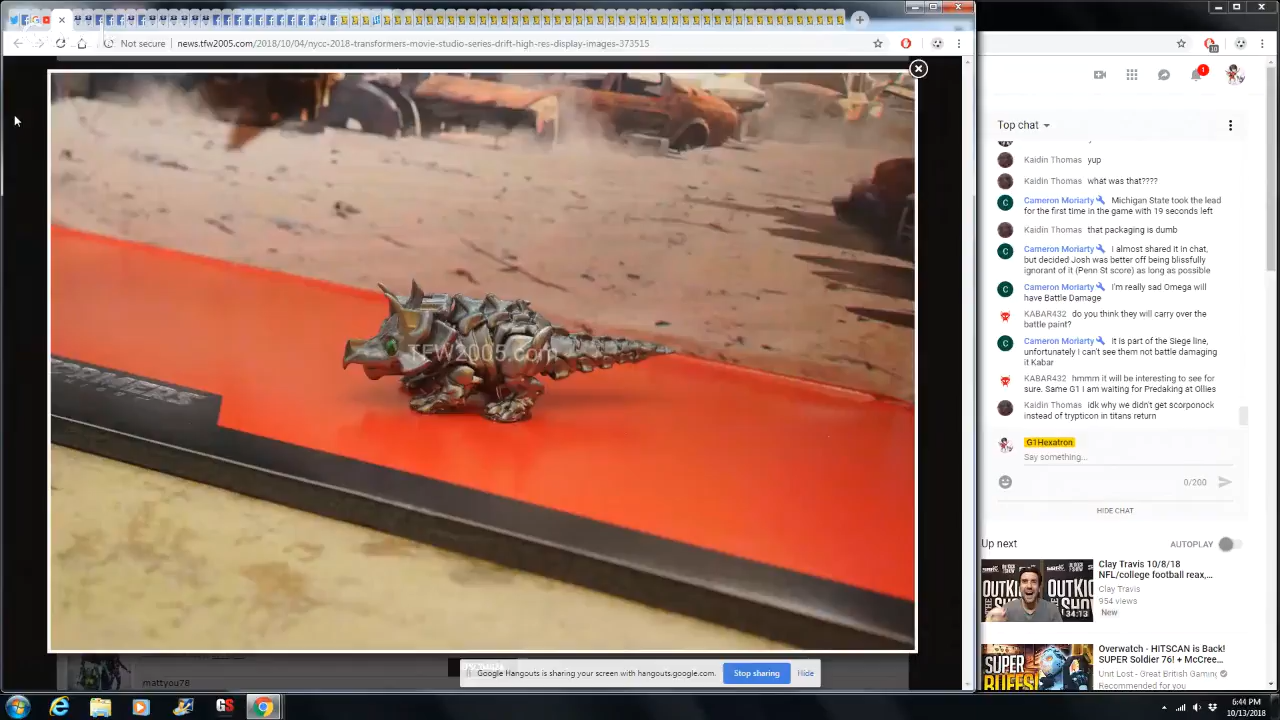 Not secure
news.tfw2005.com/2018/10/04/nycc-2018-transformers-movie-studio-series-drift-high-res-display-images-373515
10
1
TFW2005.com
mattyou78
Google Hangouts is sharing your screen with hangouts.google.com.
Stop sharing
Hide
Top chat
Kaidin Thomas yup
Kaidin Thomas what was that????
Cameron Moriarty Michigan State took the
lead for the first time in the game with 19 seconds left
Kaidin Thomas that packaging is dumb
Cameron Moriarty I almost shared it in chat,
but decided Josh was better off being blissfully
ignorant of it (Penn St score) as long as possible
Cameron Moriarty I'm really sad Omega will
have Battle Damage
KABAR432 do you think they will carry over the
battle paint?
Cameron Moriarty It is part of the Siege line,
unfortunately I can't see them not battle damaging
it Kabar
KABAR432 hmmm it will be interesting to see for
sure. Same G1 I am waiting for Predaking at Ollies
Kaidin Thomas idk why we didn't get scorponock
instead of trypticon in titans return
G1Hexatron
Say something...
0/200
HIDE CHAT
Up next
AUTOPLAY
Clay Travis 10/8/18
NFL/college football reax,...
Clay Travis
954 views
New
34:13
Overwatch - HITSCAN is Back!
SUPER Soldier 76! + McCree...
Unit Lost - Great British Gaming
Recommended for you
SUPER
BUFFS!
GS
6:44 PM
10/13/2018